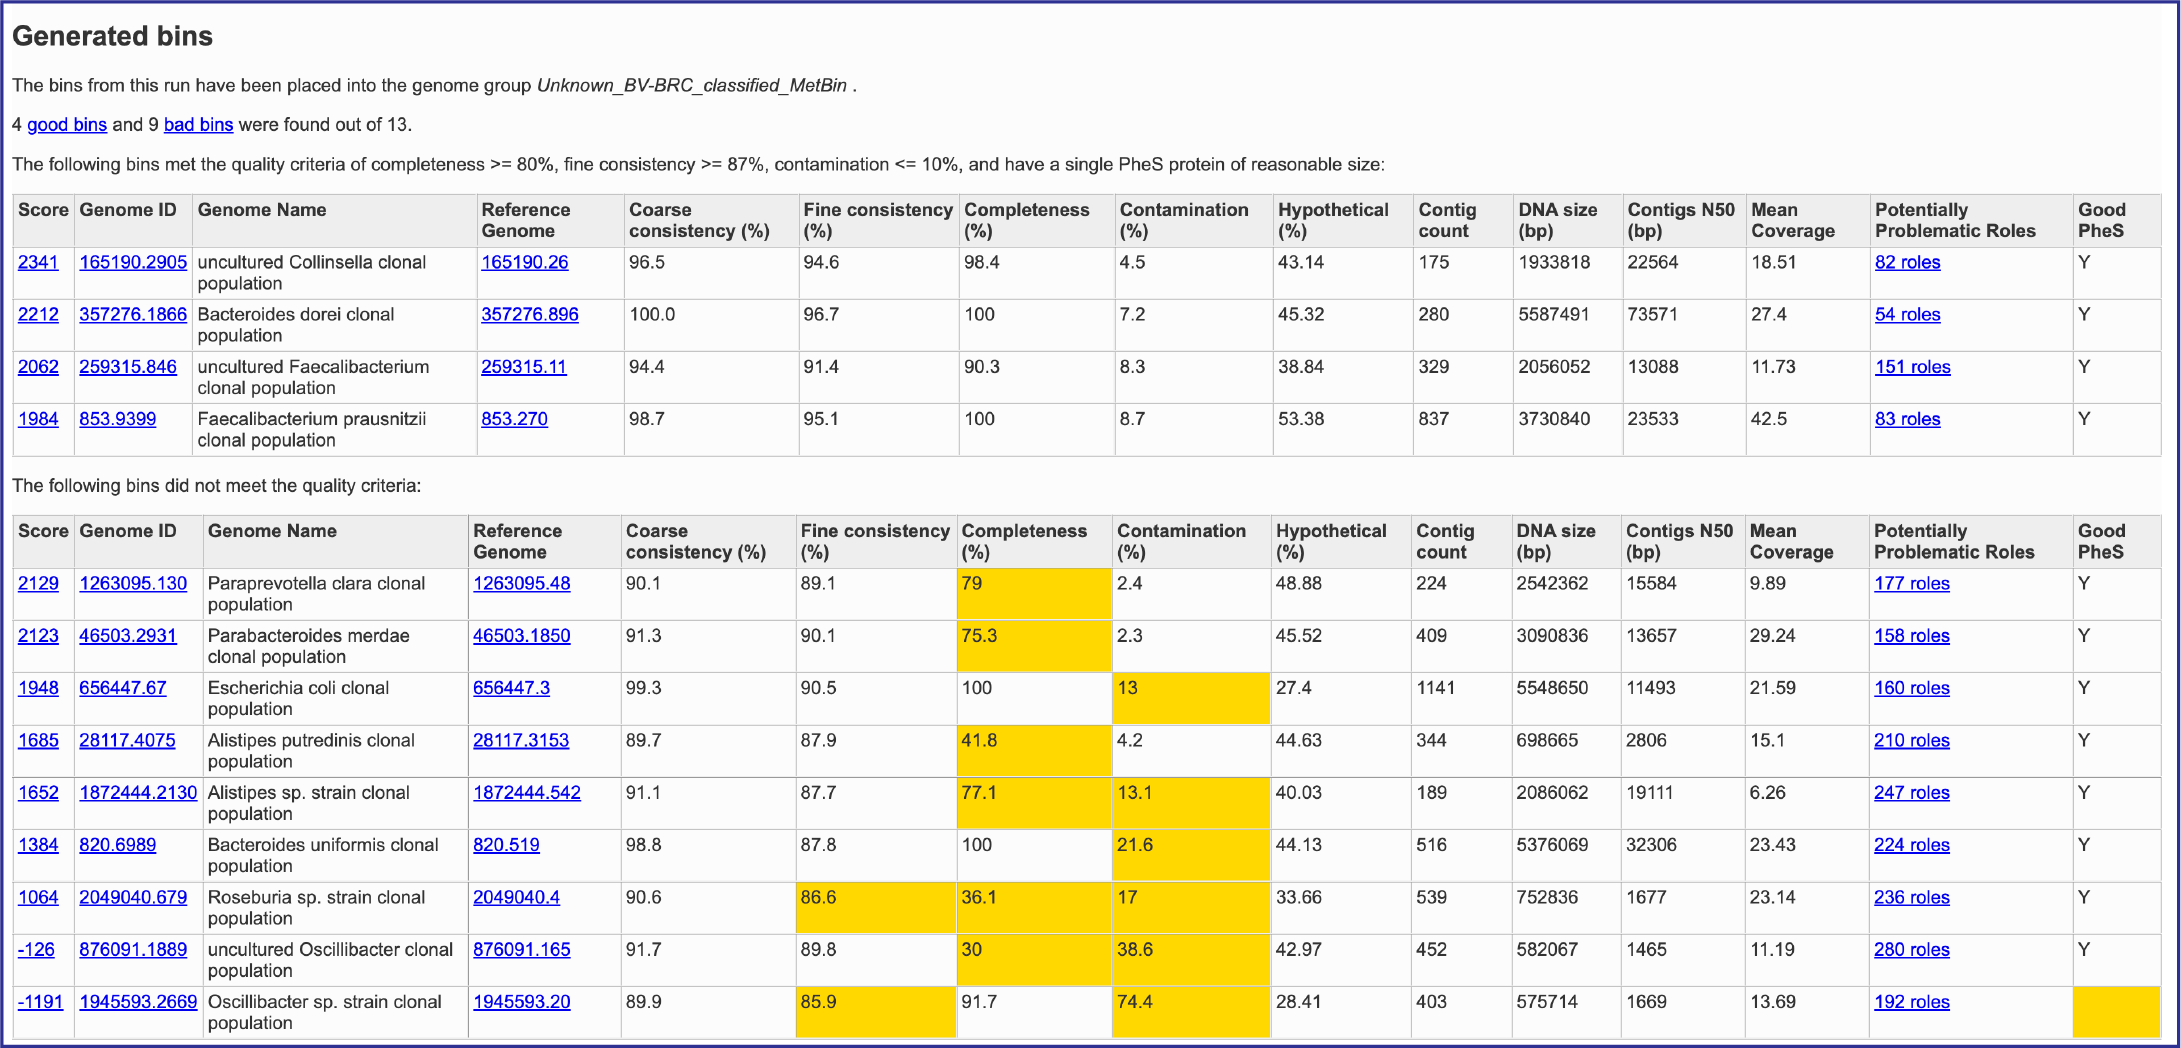 Generated bins
The bins from this run have been placed into the genome group Unknown_BV-BRC_classified_MetBin .
4 good bins and 9 bad bins were found out of 13.
The following bins met the quality criteria of completeness >= 80%, fine consistency >= 87%, contamination <= 10%, and have a single PheS protein of reasonable size:
Score Genome ID Genome Name Reference Genome Coarse consistency (%) Fine consistency (%) Completeness (%) Contamination (%) Hypothetical (%) Contig count DNA size (bp) Contigs N50 (bp) Mean Coverage Potentially Problematic Roles Good PheS
2341 165190.2905 uncultured Collinsella clonal population 165190.26 96.5 94.6 98.4 4.5 43.14 175 1933818 22564 18.51 82 roles Y
2212 357276.1866 Bacteroides dorei clonal population 357276.896 100.0 96.7 100 7.2 45.32 280 5587491 73571 27.4 54 roles Y
2062 259315.846 uncultured Faecalibacterium clonal population 259315.11 94.4 91.4 90.3 8.3 38.84 329 2056052 13088 11.73 151 roles Y
1984 853.9399 Faecalibacterium prausnitzii clonal population 853.270 98.7 95.1 100 8.7 53.38 837 3730840 23533 42.5 83 roles Y
The following bins did not meet the quality criteria:
Score Genome ID Genome Name Reference Genome Coarse consistency (%) Fine consistency (%) Completeness (%) Contamination (%) Hypothetical (%) Contig count DNA size (bp) Contigs N50 (bp) Mean Coverage Potentially Problematic Roles Good PheS
2129 1263095.130 Paraprevotella clara clonal population 1263095.48 90.1 89.1 79 2.4 48.88 224 2542362 15584 9.89 177 roles Y
2123 46503.2931 Parabacteroides merdae clonal population 46503.1850 91.3 90.1 75.3 2.3 45.52 409 3090836 13657 29.24 158 roles Y
1948 656447.67 Escherichia coli clonal population 656447.3 99.3 90.5 100 13 27.4 1141 5548650 11493 21.59 160 roles Y
1685 28117.4075 Alistipes putredinis clonal population 28117.3153 89.7 87.9 41.8 4.2 44.63 344 698665 2806 15.1 210 roles Y
1652 1872444.2130 Alistipes sp. strain clonal population 1872444.542 91.1 87.7 77.1 13.1 40.03 189 2086062 19111 6.26 247 roles Y
1384 820.6989 Bacteroides uniformis clonal population 820.519 98.8 87.8 100 21.6 44.13 516 5376069 32306 23.43 224 roles Y
1064 2049040.679 Roseburia sp. strain clonal population 2049040.4 90.6 86.6 36.1 17 33.66 539 752836 1677 23.14 236 roles Y
-126 876091.1889 uncultured Oscillibacter clonal population 876091.165 91.7 89.8 30 38.6 42.97 452 582067 1465 11.19 280 roles Y
-1191 1945593.2669 Oscillibacter sp. strain clonal population 1945593.20 89.9 85.9 91.7 74.4 28.41 403 575714 1669 13.69 192 roles